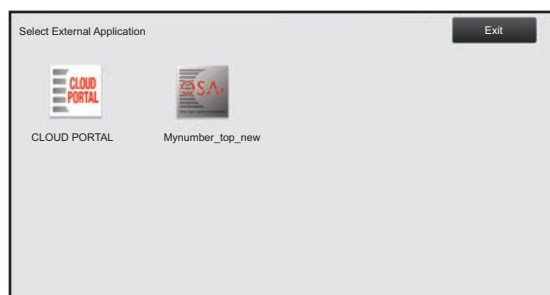 Select External Application
Exit
CLOUD
PORTAL
OSA
CLOUD PORTAL
Mynumber_top_new